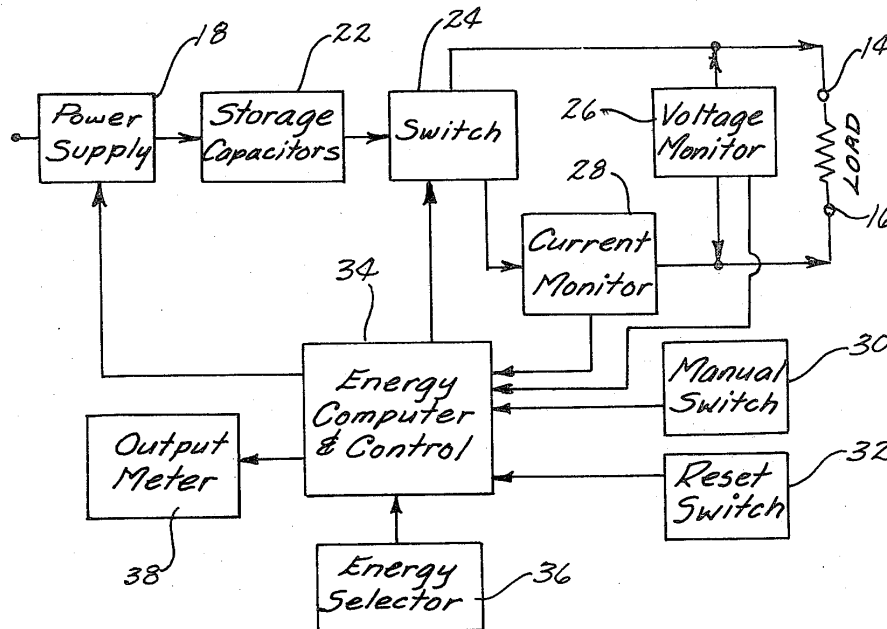 18
22
24
14
Power
Supply
Storage
Capacitors
Switch
26
Voltage
Monitor
LOAD
28
16
Current
Monitor
34
30
Energy
Computer
& Control
Manual
Switch
Output
Meter
32
Reset
Switch
38
Energy
Selector
36